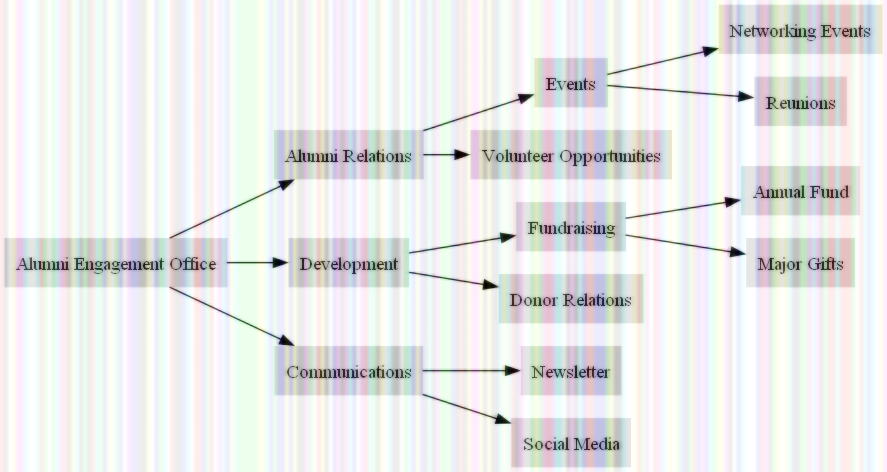 Networking Events
Events
Reunions
Alumni Relations
Volunteer Opportunities
Annual Fund
Fundraising
Alumni Engagement Office
Development
Major Gifts
Donor Relations
Communications
Newsletter
Social Media